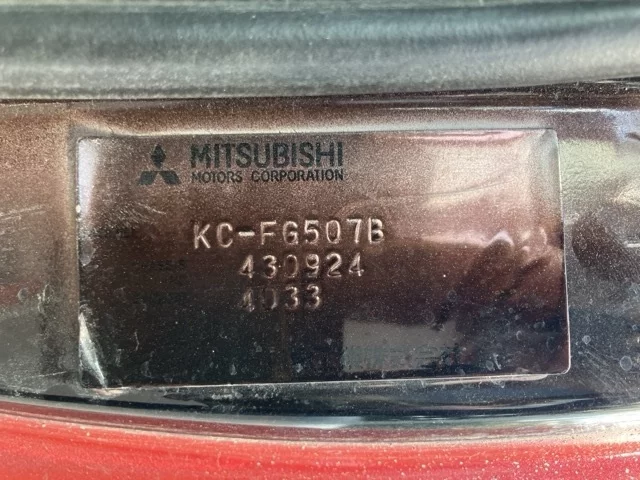 MITSUBISHI
MOTORS CORPORATION
KC-FG507B
430924
4033